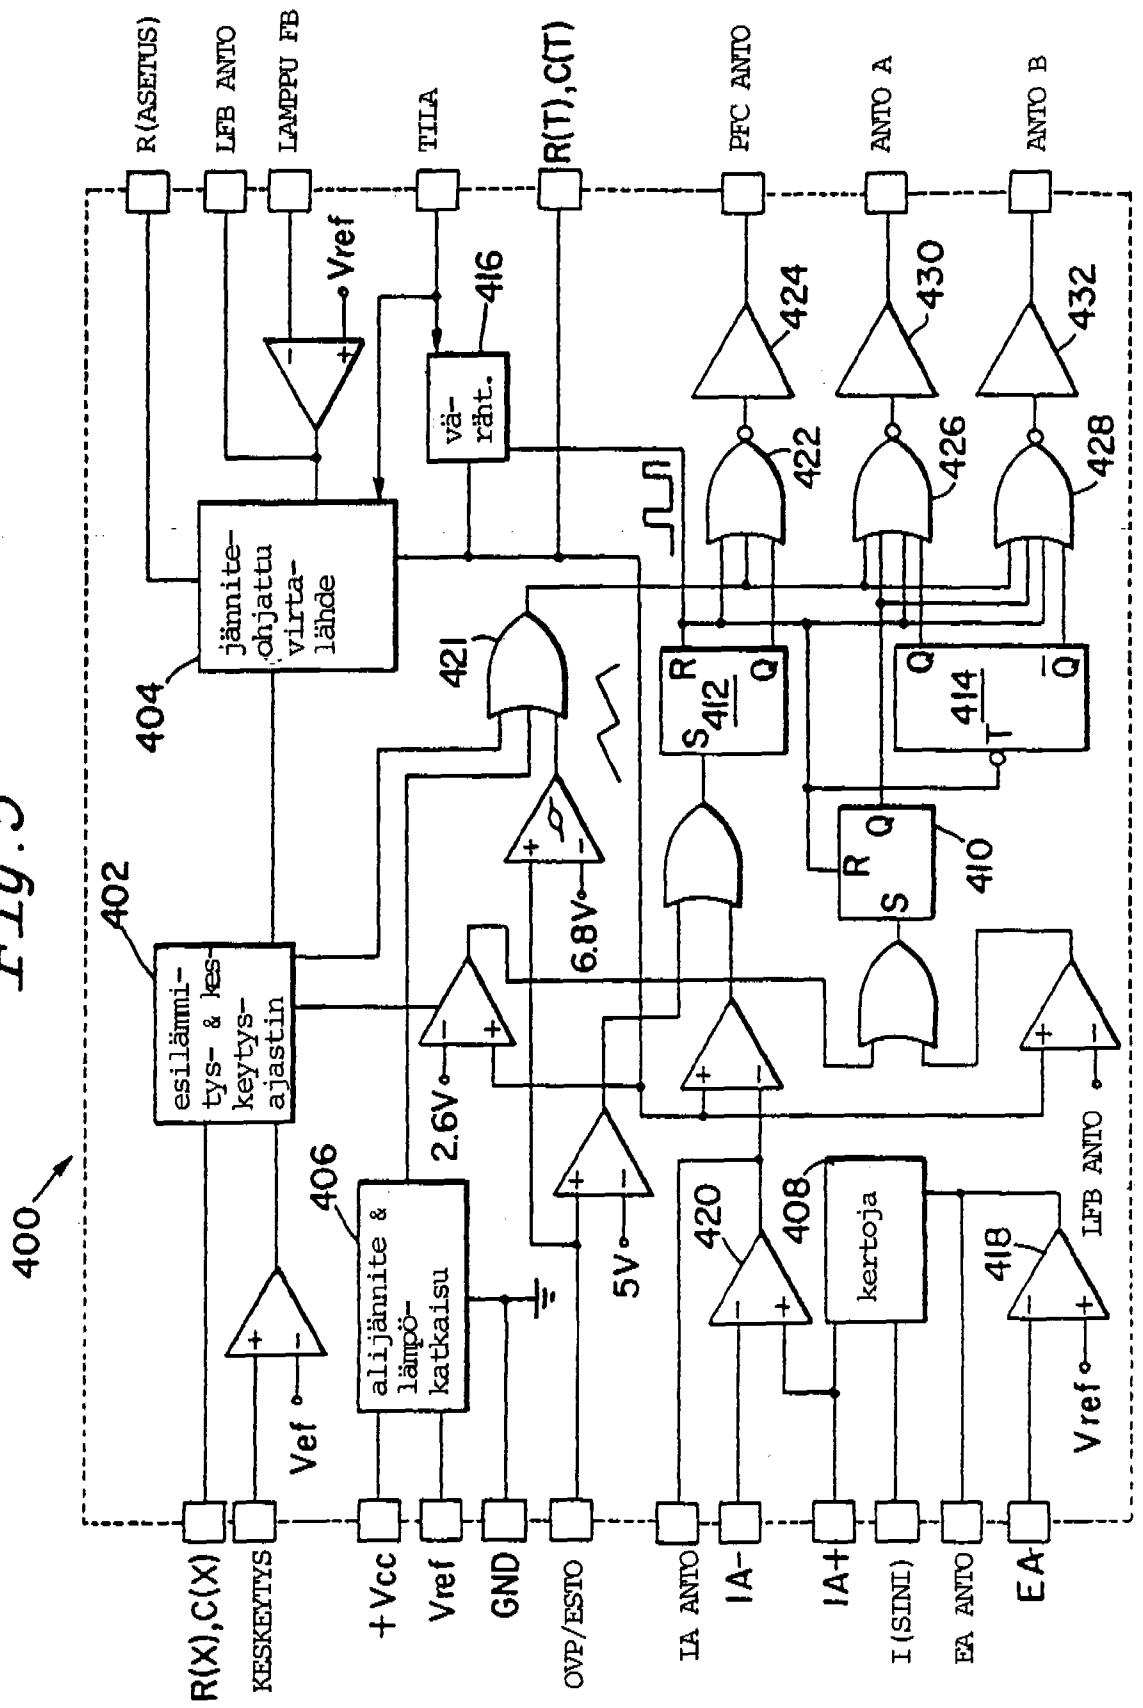 Fig. 5
400
402
esilämmi-
tys- & kes-
keytys-
ajastin
404
jännite-
ohjattu
virta-
lähde
R(ASETUS)
LFB ANTO
LAMPPU FB
TILA
R(T),C(T)
PFC ANTO
ANTO A
ANTO B
R(X),C(X)
KESKEYTYS
+Vcc
Vref
GND
OVP/ESTO
IA ANTO
IA-
IA+
I(SINI)
EA ANTO
EA-
+
-
Vef
406
alijännite &
lämpö-
katkaisu
2.6V
-
+
-
+
Vref
416
vä-
räht.
421
+
-
6.8V
+
-
5V
+
-
420
-
+
408
kertoja
418
-
+
Vref
+
-
LFB ANTO
S
R
Q
412
S
R
Q
410
T
Q
Q̅
414
422
424
426
430
428
432